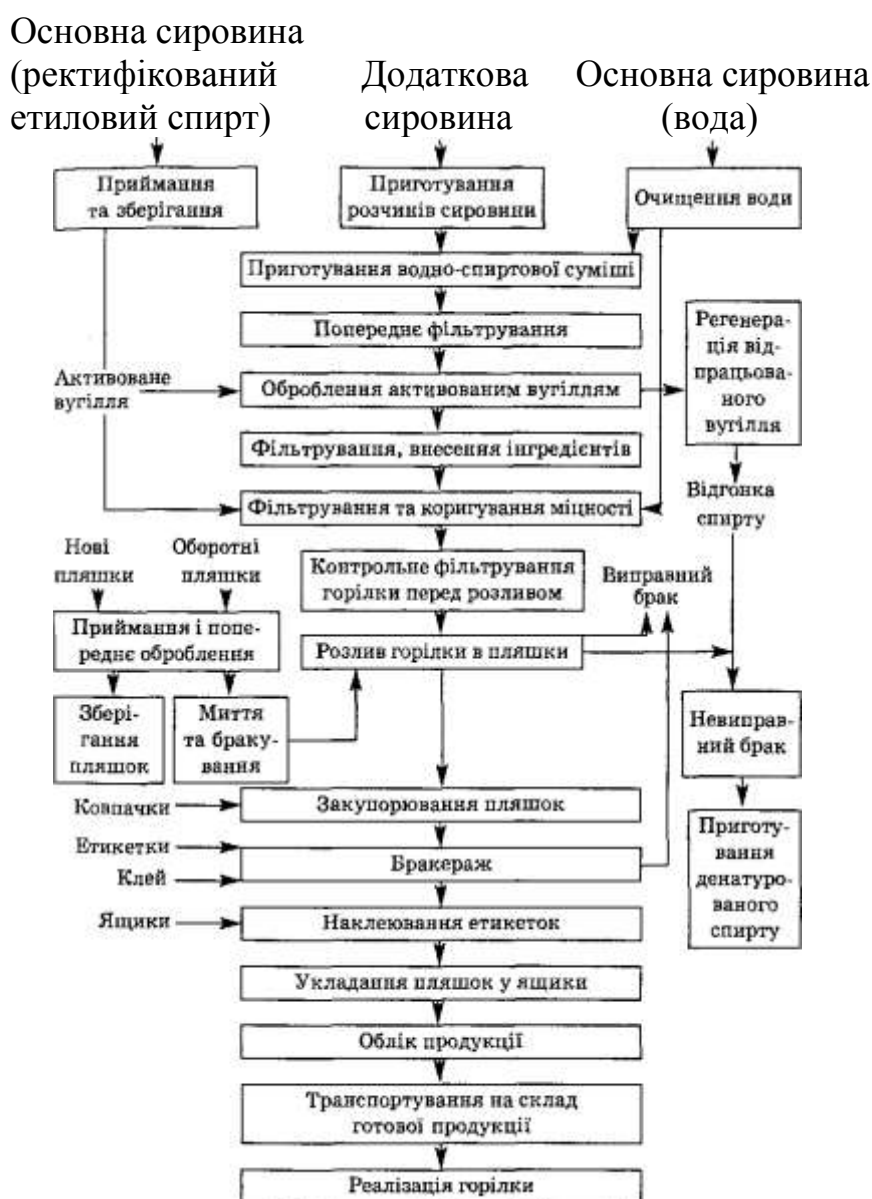 Основна сировина
(ректифікований
етиловий спирт)
Додаткова
сировина
Основна сировина
(вода)
Приймання
та зберігання
Приготування
розчинів сировини
Очищення води
Приготування водно-спиртової суміші
Попереднє фільтрування
Регенера-
ція від-
працьова-
ного
вугілля
Активоване
вугілля
Оброблення активованим вугіллям
Фільтрування, внесення інгредієнтів
Відгонка
спирту
Фільтрування та коригування міцності
Нові
пляшки
Оборотні
пляшки
Контрольне фільтрування
горілки перед розливом
Виправний
брак
Приймання і попе-
реднє оброблення
Розлив горілки в пляшки
Збері-
гання
пляшок
Миття
та браку-
вання
Невиправ-
ний брак
Ковпачки
Закупорювання пляшок
Етикетки
Клей
Бракераж
Приготу-
вання
денатуро-
ваного
спирту
Ящики
Наклеювання етикеток
Укладання пляшок у ящики
Облік продукції
Транспортування на склад
готової продукції
Реалізація горілки